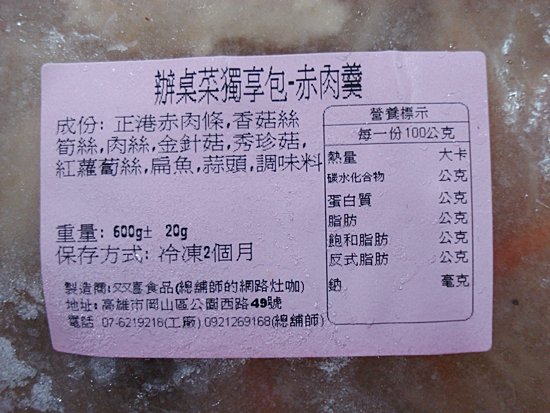 辦桌菜獨享包-赤肉羹
成份: 正港赤肉條,香菇絲
筍絲,肉絲,金針菇,秀珍菇,
紅蘿蔔絲,扁魚,蒜頭,調味料
重量: 600g± 20g
保存方式: 冷凍2個月
營養標示
每一份100公克
熱量 大卡
碳水化合物 公克
蛋白質 公克
脂肪 公克
飽和脂肪 公克
反式脂肪 公克
鈉 毫克
製造商:双喜食品(總舖師的網路灶咖)
地址: 高雄市岡山區公園西路49號
電話 07-6219218(工廠) 0921269168(總舖師)